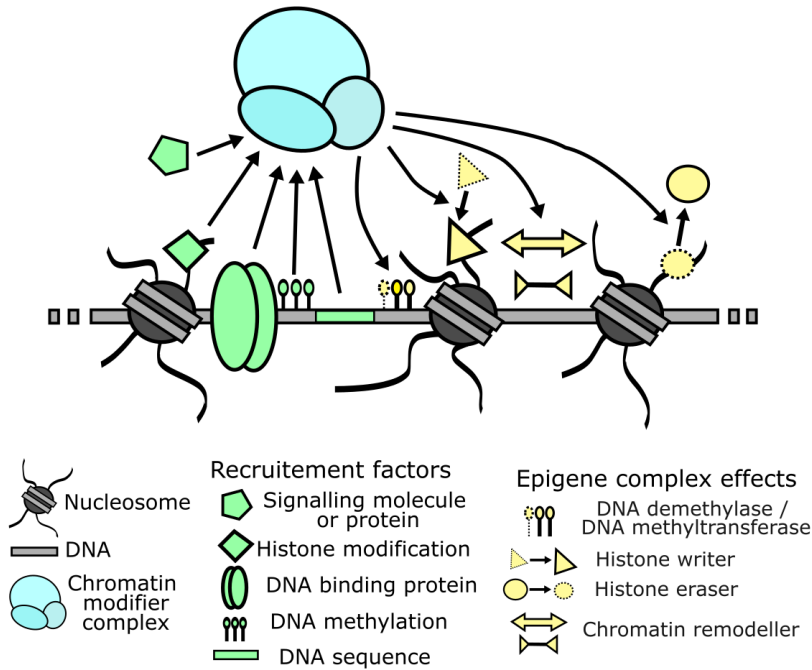 Nucleosome
DNA
Chromatin
modifier
complex
Recruitement factors
Signalling molecule
or protein
Histone modification
DNA binding protein
DNA methylation
DNA sequence
Epigene complex effects
DNA demethylase /
DNA methyltransferase
Histone writer
Histone eraser
Chromatin remodeller